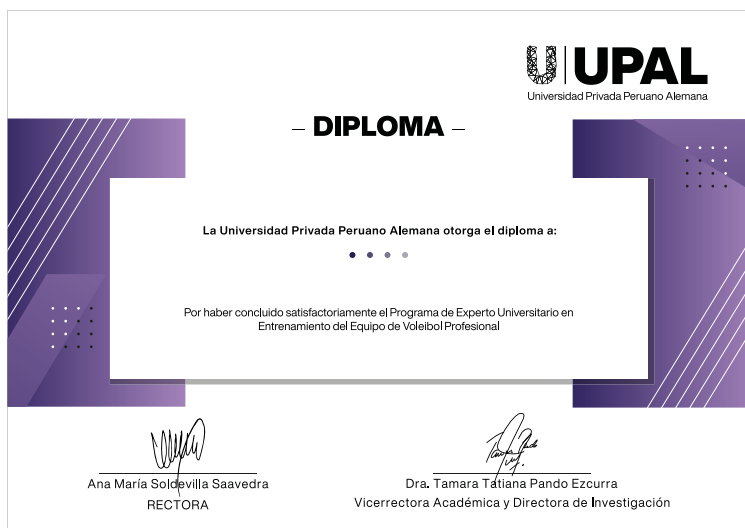 UPAL
Universidad Privada Peruano Alemana
– DIPLOMA –
La Universidad Privada Peruano Alemana otorga el diploma a:
Por haber concluido satisfactoriamente el Programa de Experto Universitario en
Entrenamiento del Equipo de Voleibol Profesional
Ana María Soldevilla Saavedra
RECTORA
Dra. Tamara Tatiana Pando Ezcurra
Vicerrectora Académica y Directora de Investigación